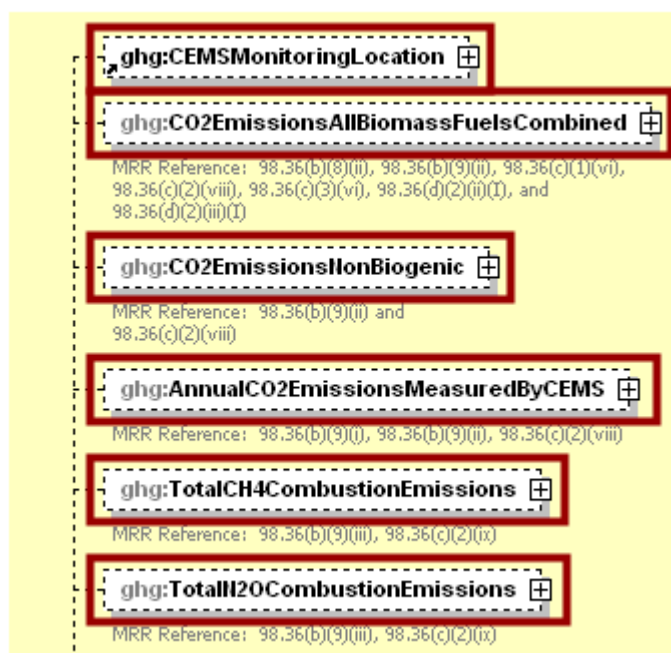 ghg:CEMSMonitoringLocation
ghg:CO2EmissionsAllBiomassFuelsCombined
MRR Reference: 98.36(b)(8)(ii), 98.36(b)(9)(ii), 98.36(c)(1)(vi),
98.36(c)(2)(viii), 98.36(c)(3)(vi), 98.36(d)(2)(ii)(I), and
98.36(d)(2)(iii)(I)
ghg:CO2EmissionsNonBiogenic
MRR Reference: 98.36(b)(9)(ii) and
98.36(c)(2)(viii)
ghg:AnnualCO2EmissionsMeasuredByCEMS
MRR Reference: 98.36(b)(9)(i), 98.36(b)(9)(ii), 98.36(c)(2)(viii)
ghg:TotalCH4CombustionEmissions
MRR Reference: 98.36(b)(9)(iii), 98.36(c)(2)(ix)
ghg:TotalN2OCombustionEmissions
MRR Reference: 98.36(b)(9)(iii), 98.36(c)(2)(ix)